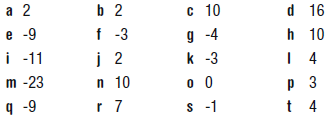 a 2 b 2 c 10 d 16
e -9 f -3 g -4 h 10
i -11 j 2 k -3 l 4
m -23 n 10 o 0 p 3
q -9 r 7 s -1 t 4